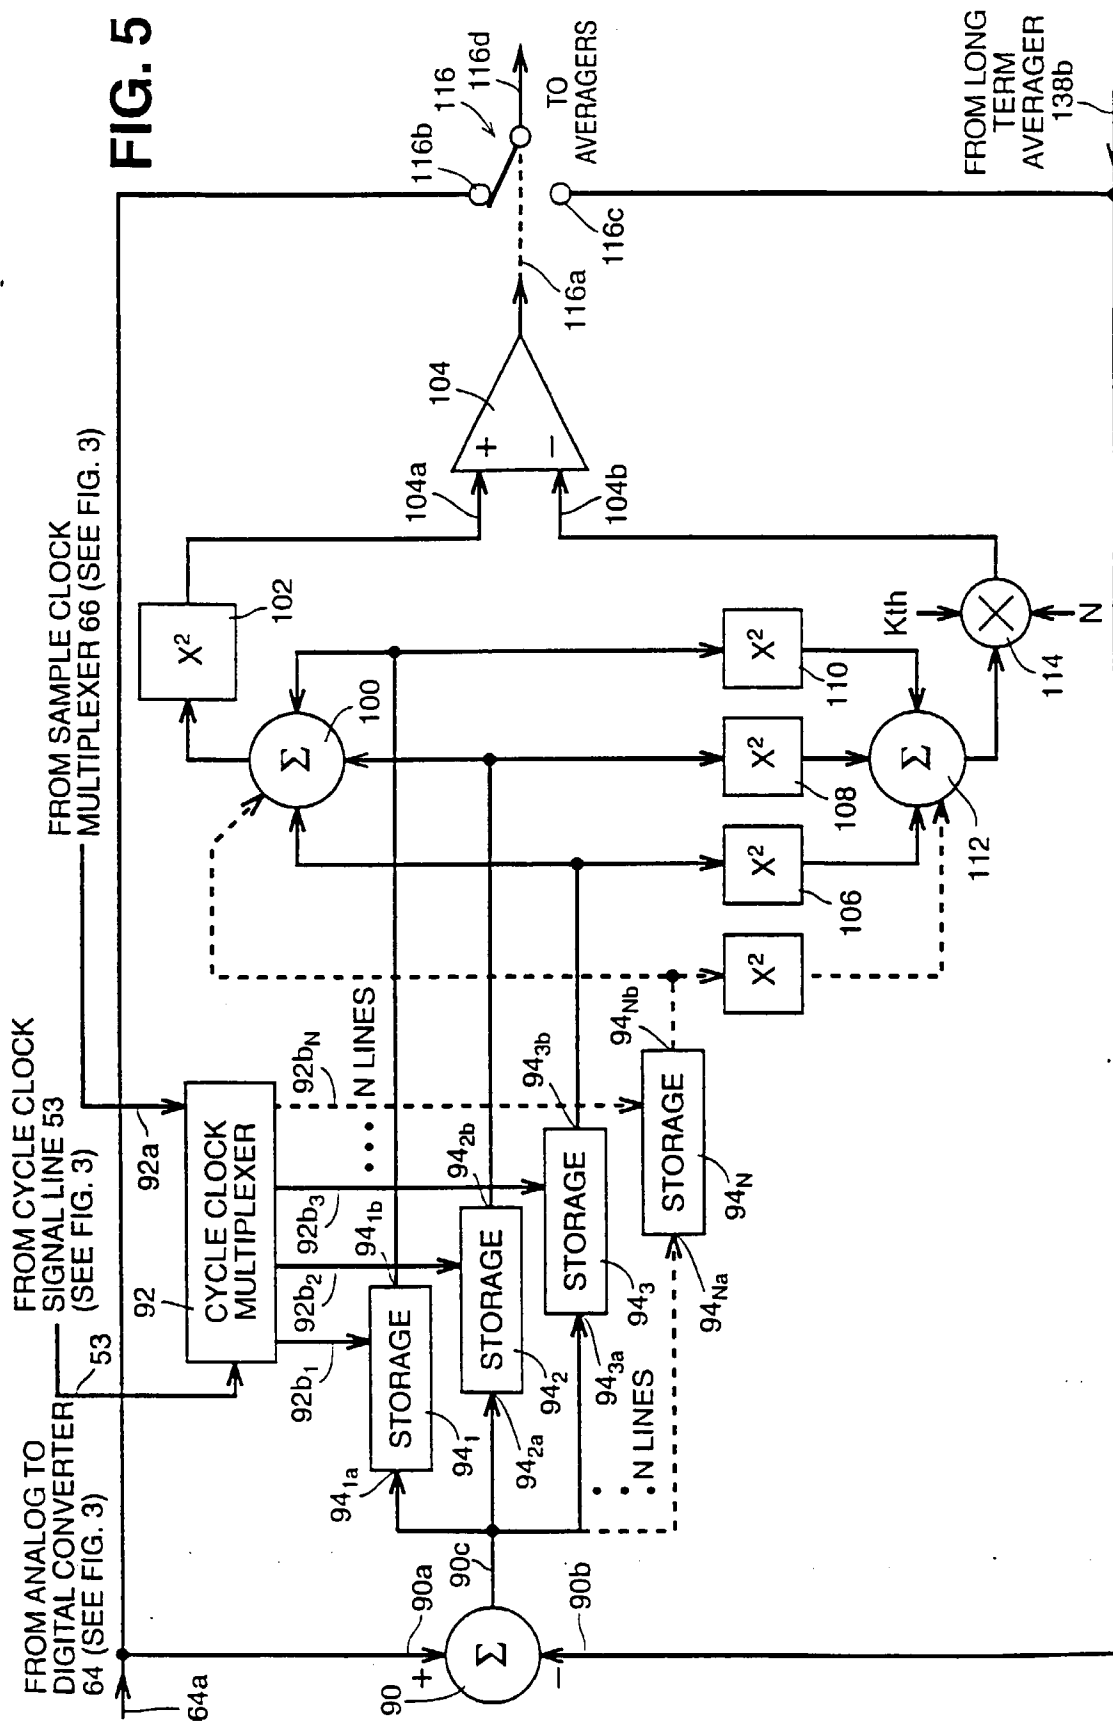 FIG. 5
FROM ANALOG TO
DIGITAL CONVERTER
64 (SEE FIG. 3)
64a
FROM CYCLE CLOCK
SIGNAL LINE 53
(SEE FIG. 3)
53
FROM SAMPLE CLOCK
MULTIPLEXER 66 (SEE FIG. 3)
92a
92
CYCLE CLOCK
MULTIPLEXER
92b1
92b2
92b3
92bN
N LINES
90a
+
90
Σ
−
90b
90c
941a
STORAGE
941
941b
942a
STORAGE
942
942b
943a
STORAGE
943
943b
94Na
STORAGE
94N
94Nb
N LINES
Σ
100
X²
102
X²
X²
106
X²
108
X²
110
Σ
112
Kth
N
114
104a
+
104
−
104b
116a
116b
116
116d
116c
TO
AVERAGERS
FROM LONG
TERM
AVERAGER
138b